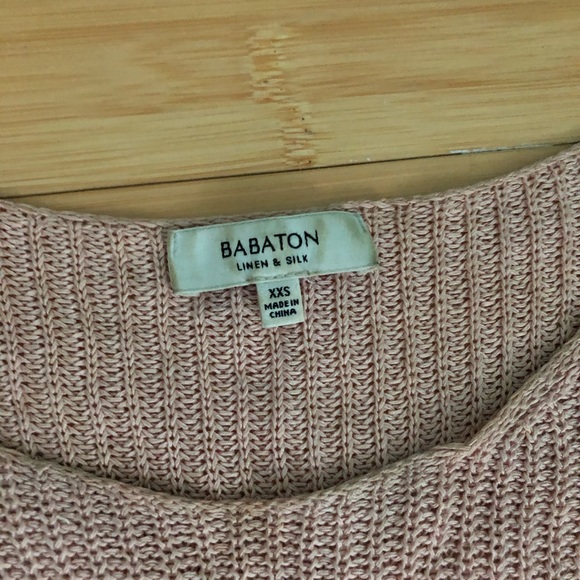 BABATON
LINEN & SILK
XXS
MADE IN
CHINA